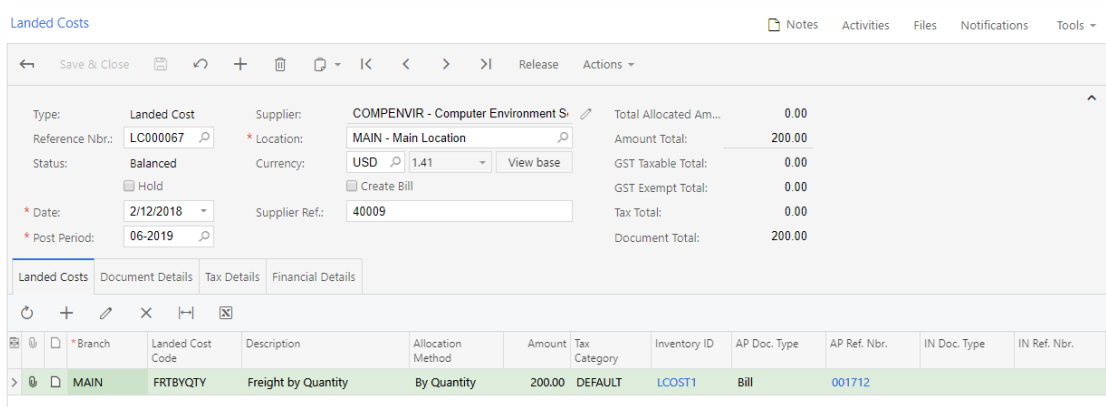 Landed Costs
Notes Activities Files Notifications Tools
Save & Close Release Actions
Type: Landed Cost Supplier: COMPENVIR - Computer Environment S Total Allocated Am... 0.00
Reference Nbr.: LC000067 * Location: MAIN - Main Location Amount Total: 200.00
Status: Balanced Currency: USD 1.41 View base GST Taxable Total: 0.00
Hold Create Bill GST Exempt Total: 0.00
* Date: 2/12/2018 Supplier Ref.: 40009 Tax Total: 0.00
* Post Period: 06-2019 Document Total: 200.00
Landed Costs Document Details Tax Details Financial Details
* Branch Landed Cost Code Description Allocation Method Amount Tax Category Inventory ID AP Doc. Type AP Ref. Nbr. IN Doc. Type IN Ref. Nbr.
MAIN FRTBYQTY Freight by Quantity By Quantity 200.00 DEFAULT LCOST1 Bill 001712